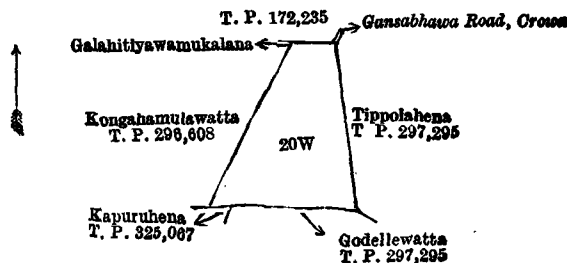 T. P. 172,235
Gansabhawa Road, Crown
Galahitiyawamukalana
Kongahamulawatta
T. P. 296,608
Tippolahena
T P. 297,295
20W
Kapuruhena
T. P. 325,067
Godellewatta
T. P. 297,295